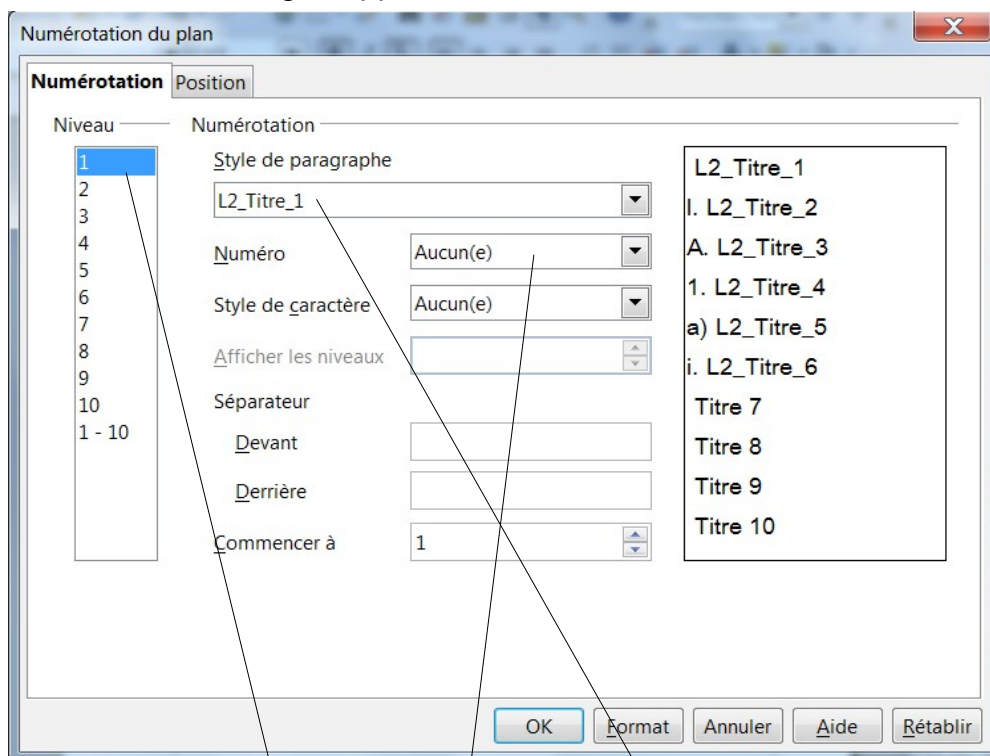 Numérotation du plan
X
Numérotation Position
Niveau Numérotation
1
2
3
4
5
6
7
8
9
10
1 - 10
Style de paragraphe
L2_Titre_1
Numéro Aucun(e)
Style de caractère Aucun(e)
Afficher les niveaux
Séparateur
Devant
Derrière
Commencer à 1
L2_Titre_1
I. L2_Titre_2
A. L2_Titre_3
1. L2_Titre_4
a) L2_Titre_5
i. L2_Titre_6
Titre 7
Titre 8
Titre 9
Titre 10
OK Format Annuler Aide Rétablir